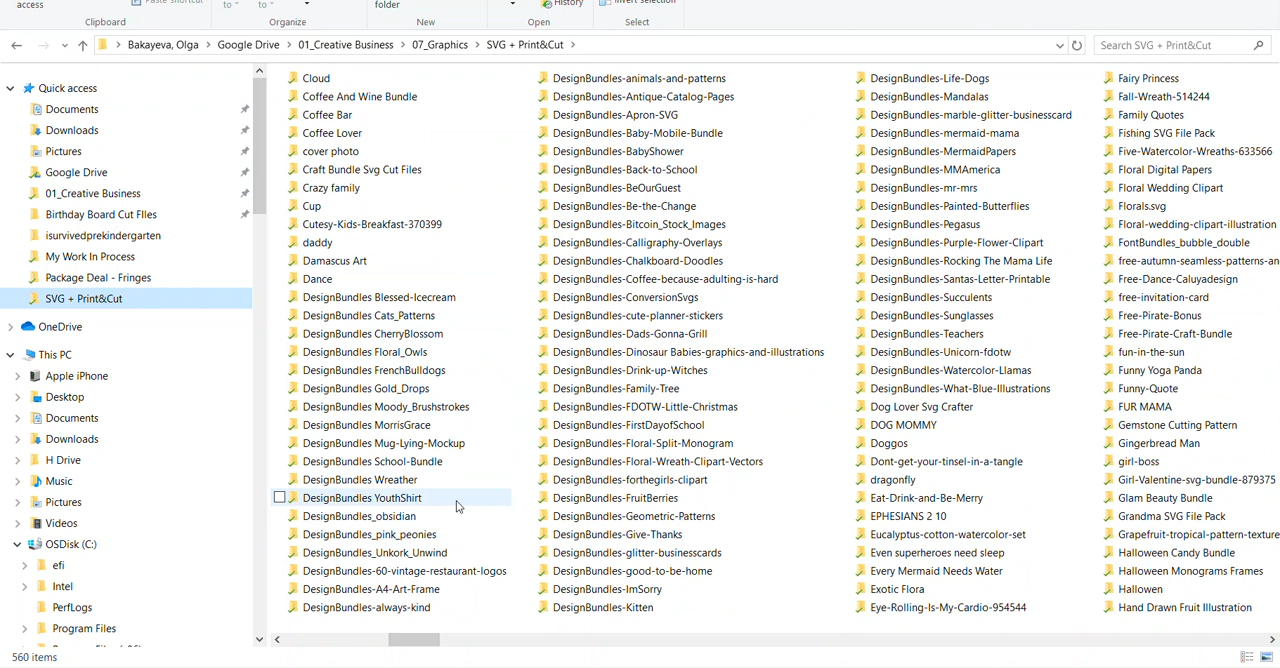 access
Paste shortcut
to
to
folder
History
Invert selection
Clipboard
Organize
New
Open
Select
Bakayeva, Olga > Google Drive > 01_Creative Business > 07_Graphics > SVG + Print&Cut >
Search SVG + Print&Cut
Quick access
Documents
Downloads
Pictures
Google Drive
01_Creative Business
Birthday Board Cut FIles
isurvivedprekindergarten
My Work In Process
Package Deal - Fringes
SVG + Print&Cut
OneDrive
This PC
Apple iPhone
Desktop
Documents
Downloads
H Drive
Music
Pictures
Videos
OSDisk (C:)
efi
Intel
PerfLogs
Program Files
Cloud
Coffee And Wine Bundle
Coffee Bar
Coffee Lover
cover photo
Craft Bundle Svg Cut Files
Crazy family
Cup
Cutesy-Kids-Breakfast-370399
daddy
Damascus Art
Dance
DesignBundles Blessed-Icecream
DesignBundles Cats_Patterns
DesignBundles CherryBlossom
DesignBundles Floral_Owls
DesignBundles FrenchBulldogs
DesignBundles Gold_Drops
DesignBundles Moody_Brushstrokes
DesignBundles MorrisGrace
DesignBundles Mug-Lying-Mockup
DesignBundles School-Bundle
DesignBundles Wreather
DesignBundles YouthShirt
DesignBundles_obsidian
DesignBundles_pink_peonies
DesignBundles_Unkork_Unwind
DesignBundles-60-vintage-restaurant-logos
DesignBundles-A4-Art-Frame
DesignBundles-always-kind
DesignBundles-animals-and-patterns
DesignBundles-Antique-Catalog-Pages
DesignBundles-Apron-SVG
DesignBundles-Baby-Mobile-Bundle
DesignBundles-BabyShower
DesignBundles-Back-to-School
DesignBundles-BeOurGuest
DesignBundles-Be-the-Change
DesignBundles-Bitcoin_Stock_Images
DesignBundles-Calligraphy-Overlays
DesignBundles-Chalkboard-Doodles
DesignBundles-Coffee-because-adulting-is-hard
DesignBundles-ConversionSvgs
DesignBundles-cute-planner-stickers
DesignBundles-Dads-Gonna-Grill
DesignBundles-Dinosaur Babies-graphics-and-illustrations
DesignBundles-Drink-up-Witches
DesignBundles-Family-Tree
DesignBundles-FDOTW-Little-Christmas
DesignBundles-FirstDayofSchool
DesignBundles-Floral-Split-Monogram
DesignBundles-Floral-Wreath-Clipart-Vectors
DesignBundles-forthegirls-clipart
DesignBundles-FruitBerries
DesignBundles-Geometric-Patterns
DesignBundles-Give-Thanks
DesignBundles-glitter-businesscards
DesignBundles-good-to-be-home
DesignBundles-ImSorry
DesignBundles-Kitten
DesignBundles-Life-Dogs
DesignBundles-Mandalas
DesignBundles-marble-glitter-businesscard
DesignBundles-mermaid-mama
DesignBundles-MermaidPapers
DesignBundles-MMAmerica
DesignBundles-mr-mrs
DesignBundles-Painted-Butterflies
DesignBundles-Pegasus
DesignBundles-Purple-Flower-Clipart
DesignBundles-Rocking The Mama Life
DesignBundles-Santas-Letter-Printable
DesignBundles-Succulents
DesignBundles-Sunglasses
DesignBundles-Teachers
DesignBundles-Unicorn-fdotw
DesignBundles-Watercolor-Llamas
DesignBundles-What-Blue-Illustrations
Dog Lover Svg Crafter
DOG MOMMY
Doggos
Dont-get-your-tinsel-in-a-tangle
dragonfly
Eat-Drink-and-Be-Merry
EPHESIANS 2 10
Eucalyptus-cotton-watercolor-set
Even superheroes need sleep
Every Mermaid Needs Water
Exotic Flora
Eye-Rolling-Is-My-Cardio-954544
Fairy Princess
Fall-Wreath-514244
Family Quotes
Fishing SVG File Pack
Five-Watercolor-Wreaths-633566
Floral Digital Papers
Floral Wedding Clipart
Florals.svg
Floral-wedding-clipart-illustration
FontBundles_bubble_double
free-autumn-seamless-patterns-an
Free-Dance-Caluyadesign
free-invitation-card
Free-Pirate-Bonus
Free-Pirate-Craft-Bundle
fun-in-the-sun
Funny Yoga Panda
Funny-Quote
FUR MAMA
Gemstone Cutting Pattern
Gingerbread Man
girl-boss
Girl-Valentine-svg-bundle-879375
Glam Beauty Bundle
Grandma SVG File Pack
Grapefruit-tropical-pattern-texture
Halloween Candy Bundle
Halloween Monograms Frames
Hallowen
Hand Drawn Fruit Illustration
560 items